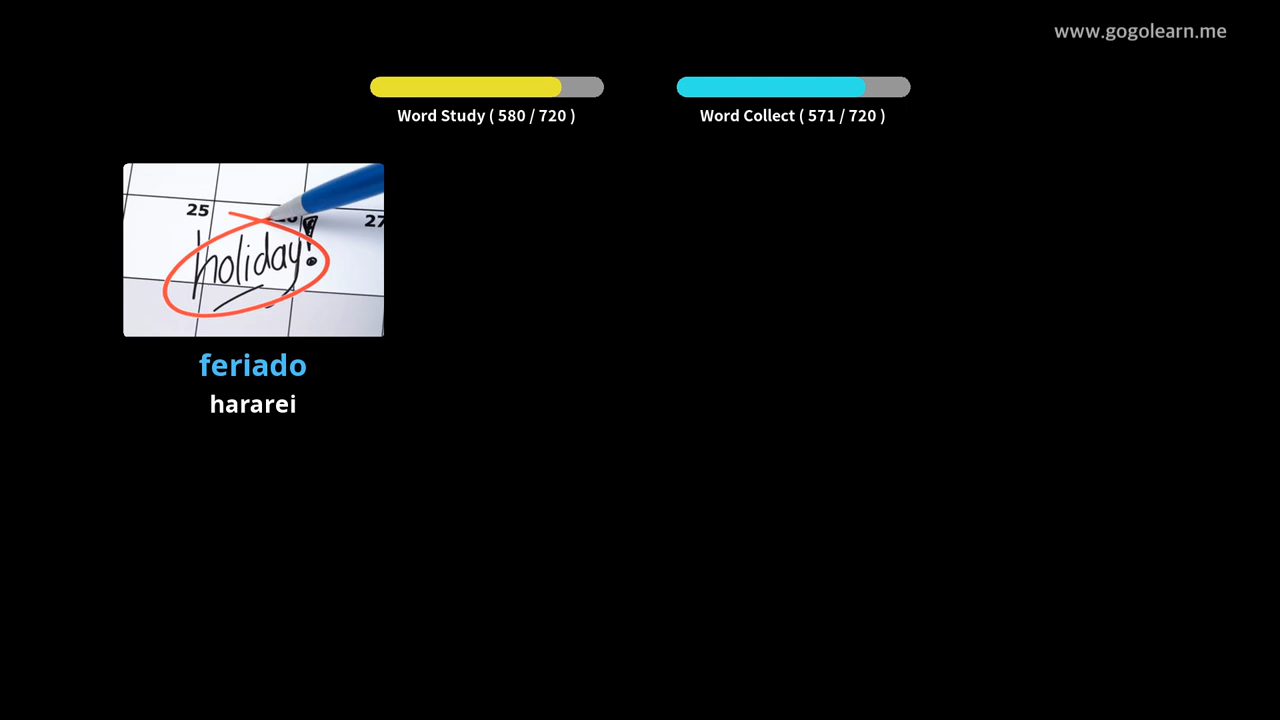 www.gogolearn.me
Word Study ( 580 / 720 )
Word Collect ( 571 / 720 )
25
27
holiday!
feriado
hararei